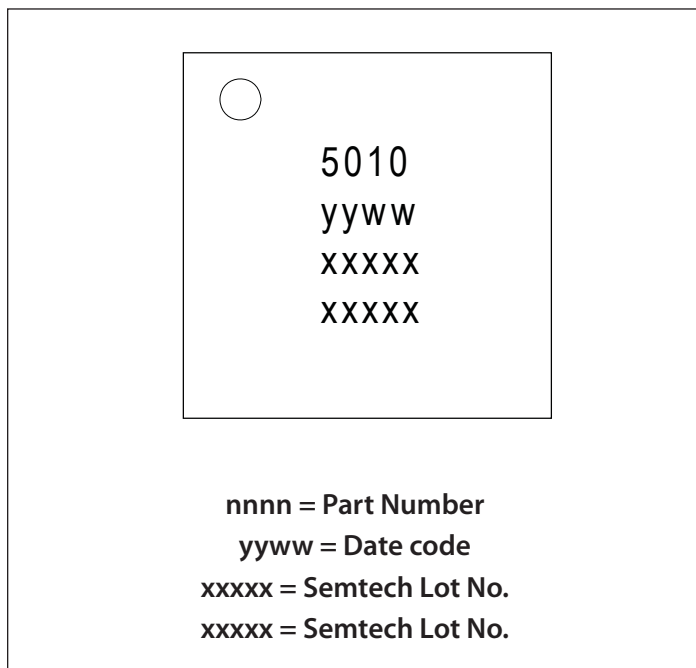 5010
yyww
xxxxx
xxxxx
nnnn = Part Number
yyww = Date code
xxxxx = Semtech Lot No.
xxxxx = Semtech Lot No.